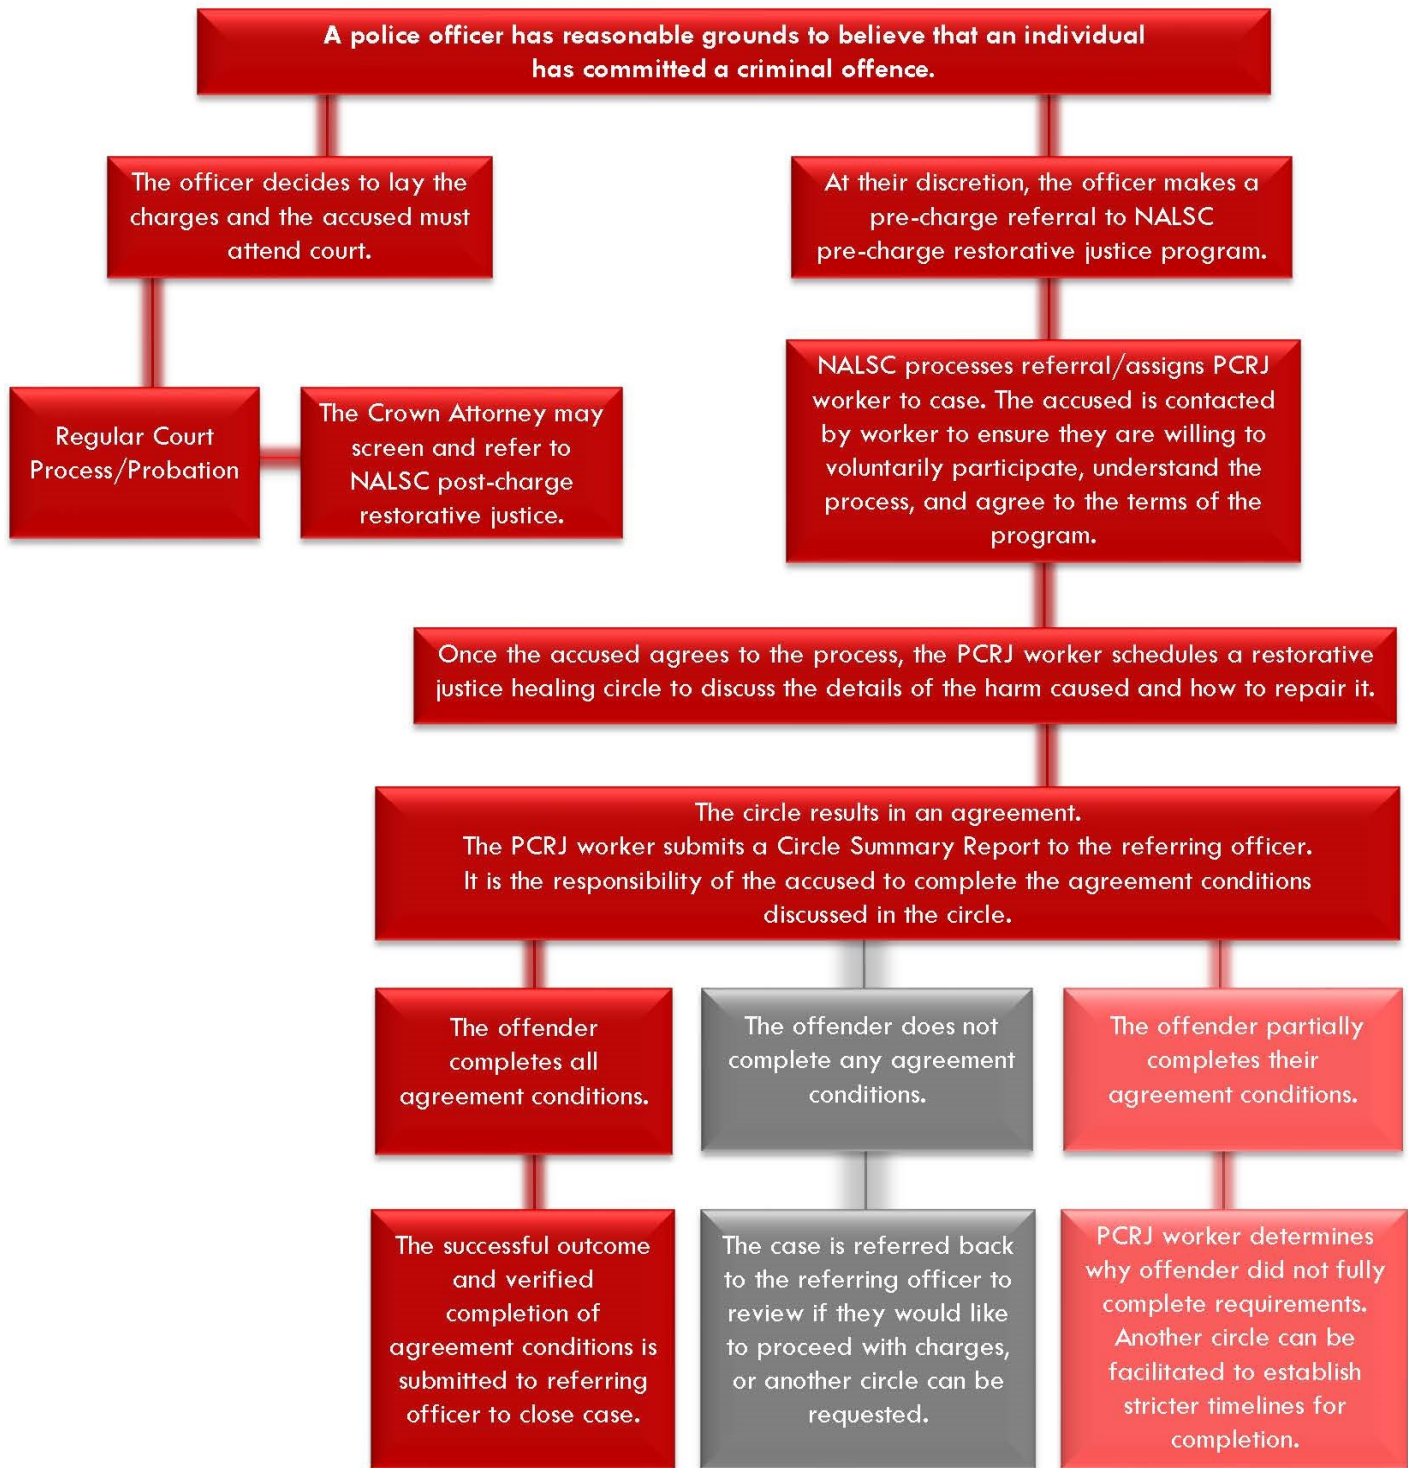 A police officer has reasonable grounds to believe that an individual
has committed a criminal offence.
The officer decides to lay the
charges and the accused must
attend court.
At their discretion, the officer makes a
pre-charge referral to NALSC
pre-charge restorative justice program.
Regular Court
Process/Probation
The Crown Attorney may
screen and refer to
NALSC post-charge
restorative justice.
NALSC processes referral/assigns PCRJ
worker to case. The accused is contacted
by worker to ensure they are willing to
voluntarily participate, understand the
process, and agree to the terms of the
program.
Once the accused agrees to the process, the PCRJ worker schedules a restorative
justice healing circle to discuss the details of the harm caused and how to repair it.
The circle results in an agreement.
The PCRJ worker submits a Circle Summary Report to the referring officer.
It is the responsibility of the accused to complete the agreement conditions
discussed in the circle.
The offender
completes all
agreement conditions.
The offender does not
complete any agreement
conditions.
The offender partially
completes their
agreement conditions.
The successful outcome
and verified
completion of
agreement conditions is
submitted to referring
officer to close case.
The case is referred back
to the referring officer to
review if they would like
to proceed with charges,
or another circle can be
requested.
PCRJ worker determines
why offender did not fully
complete requirements.
Another circle can be
facilitated to establish
stricter timelines for
completion.